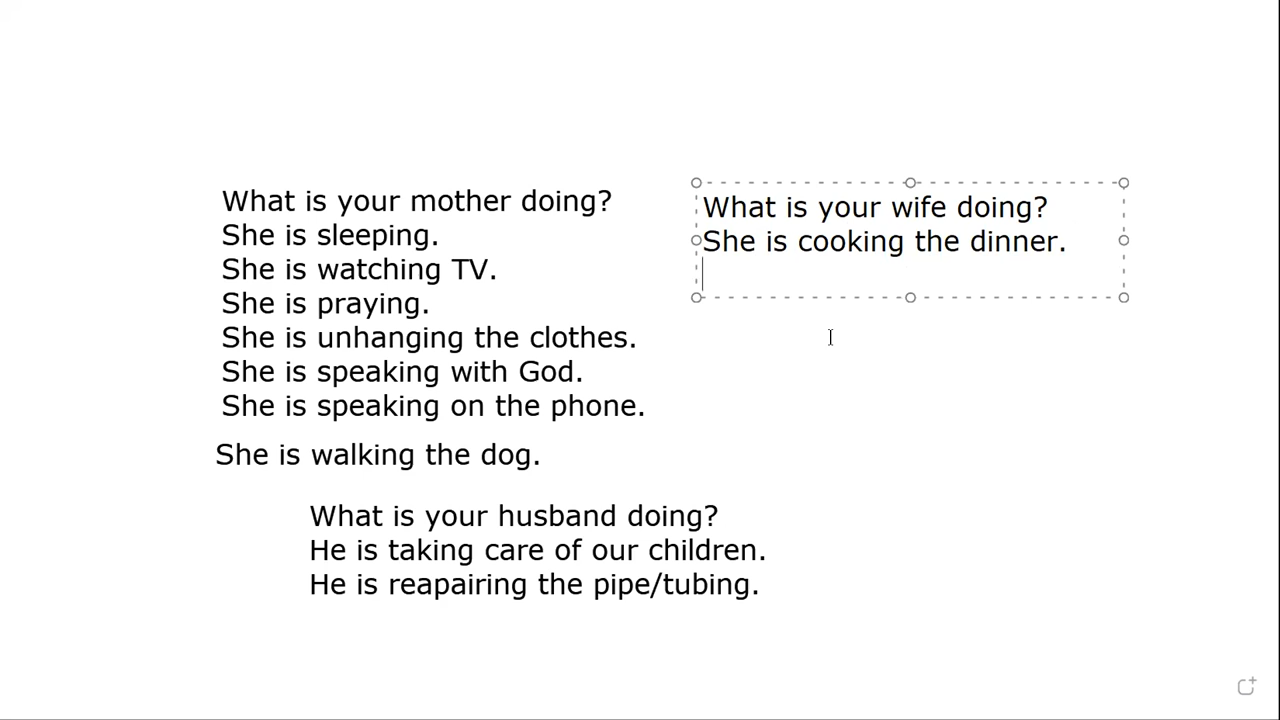 What is your mother doing?
She is sleeping.
She is watching TV.
She is praying.
She is unhanging the clothes.
She is speaking with God.
She is speaking on the phone.
She is walking the dog.
What is your wife doing?
She is cooking the dinner.
What is your husband doing?
He is taking care of our children.
He is reapairing the pipe/tubing.